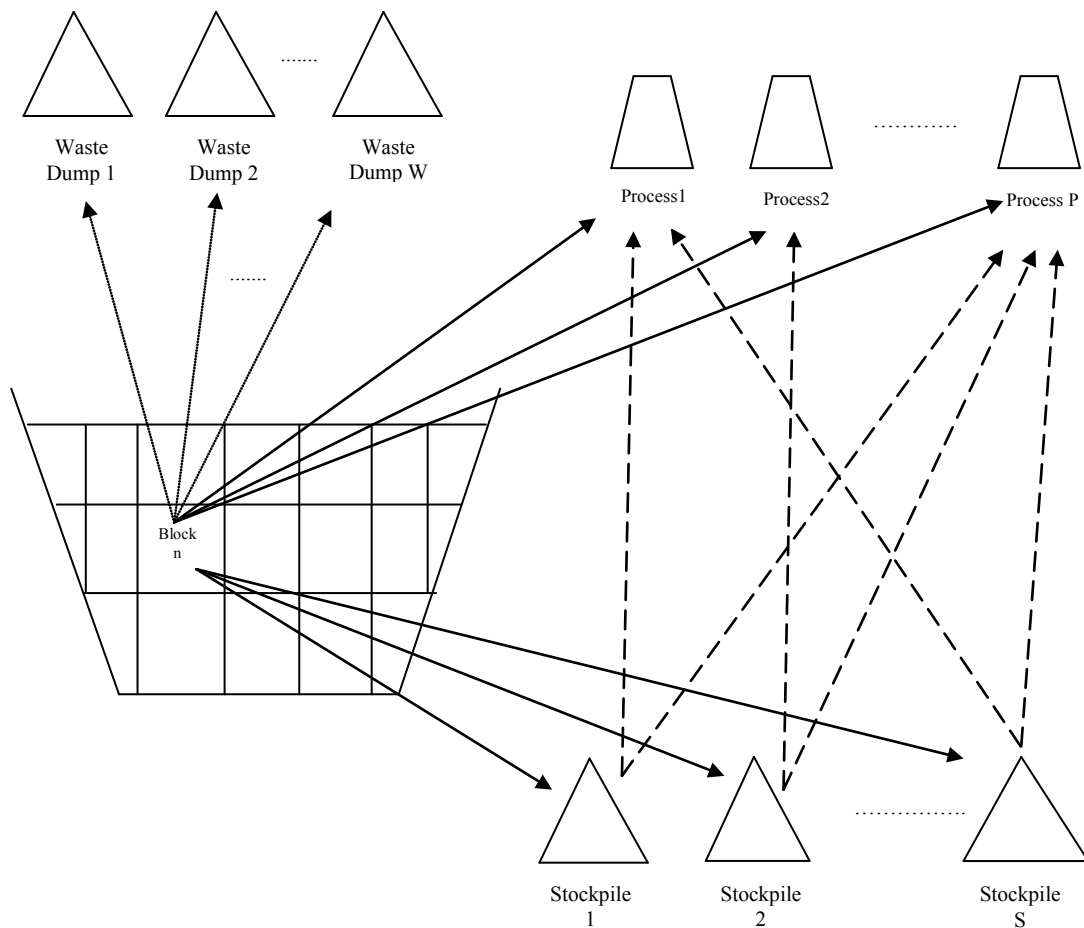 Waste
Dump 1
Waste
Dump 2
.......
Waste
Dump W
Process1
Process2
............
Process P
.......
Block
n
Stockpile
1
Stockpile
2
................
Stockpile
S